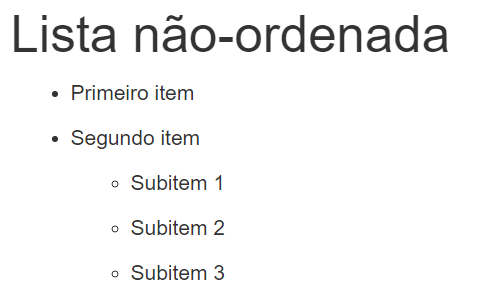 Lista não-ordenada
• Primeiro item
• Segundo item
◦ Subitem 1
◦ Subitem 2
◦ Subitem 3